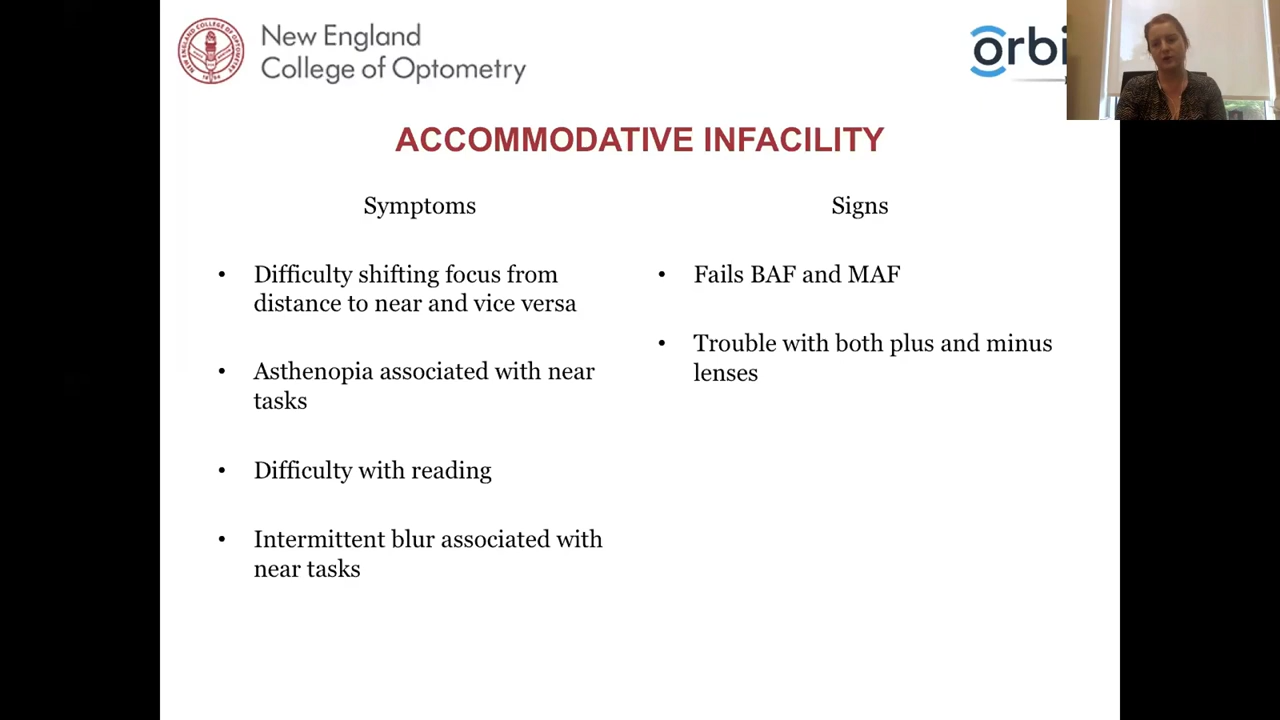 New England
College of Optometry
orbi
ACCOMMODATIVE INFACILITY
Symptoms
• Difficulty shifting focus from
distance to near and vice versa
• Asthenopia associated with near
tasks
• Difficulty with reading
• Intermittent blur associated with
near tasks
Signs
• Fails BAF and MAF
• Trouble with both plus and minus
lenses